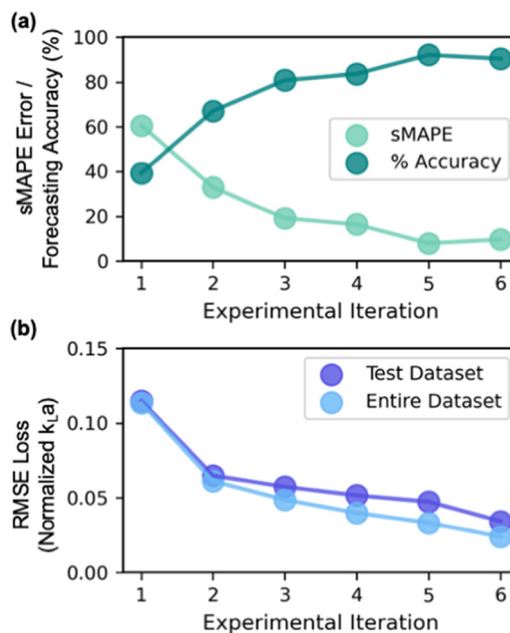 (a)
100
80
60
40
20
0
sMAPE Error /
Forecasting Accuracy (%)
sMAPE
% Accuracy
1 2 3 4 5 6
Experimental Iteration
(b)
0.15
0.10
0.05
0.00
RMSE Loss
(Normalized kLa)
Test Dataset
Entire Dataset
1 2 3 4 5 6
Experimental Iteration